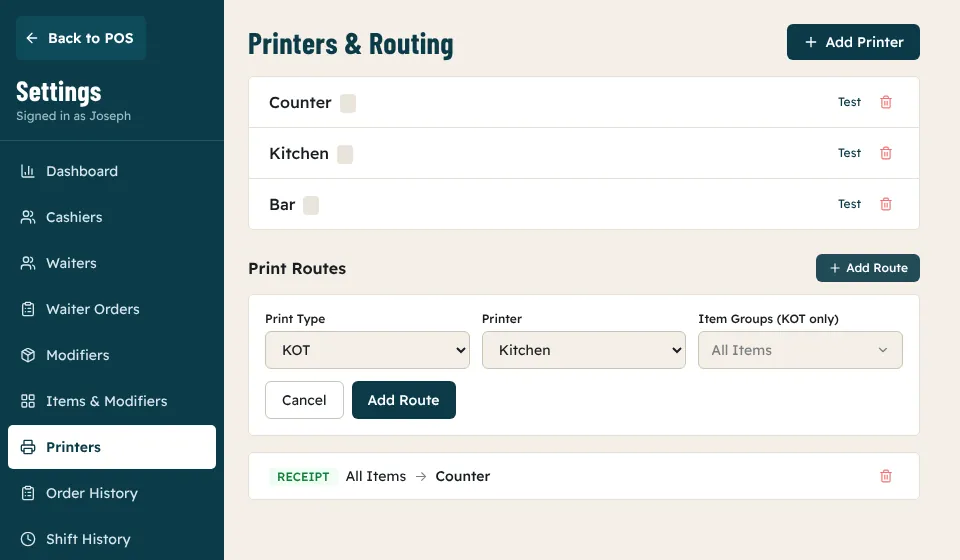 Back to POS
Settings
Signed in as Joseph
Dashboard
Cashiers
Waiters
Waiter Orders
Modifiers
Items & Modifiers
Printers
Order History
Shift History
Printers & Routing
Add Printer
Counter
Test
Kitchen
Test
Bar
Test
Print Routes
Add Route
Print Type
Printer
Item Groups (KOT only)
KOT
Kitchen
All Items
Cancel
Add Route
RECEIPT All Items → Counter